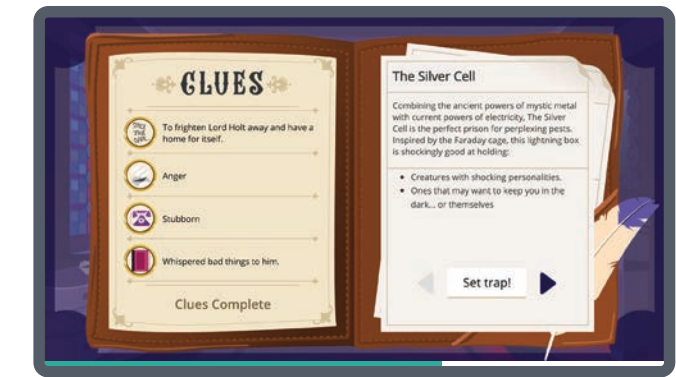 CLUES
To frighten Lord Holt away and have a
home for itself.
Anger
Stubborn
Whispered bad things to him.
Clues Complete
The Silver Cell
Combining the ancient powers of mystic metal
with current powers of electricity, The Silver
Cell is the perfect prison for perplexing pests.
Inspired by the Faraday cage, this lightning box
is shockingly good at holding:
• Creatures with shocking personalities.
• Ones that may want to keep you in the
dark... or themselves
Set trap!